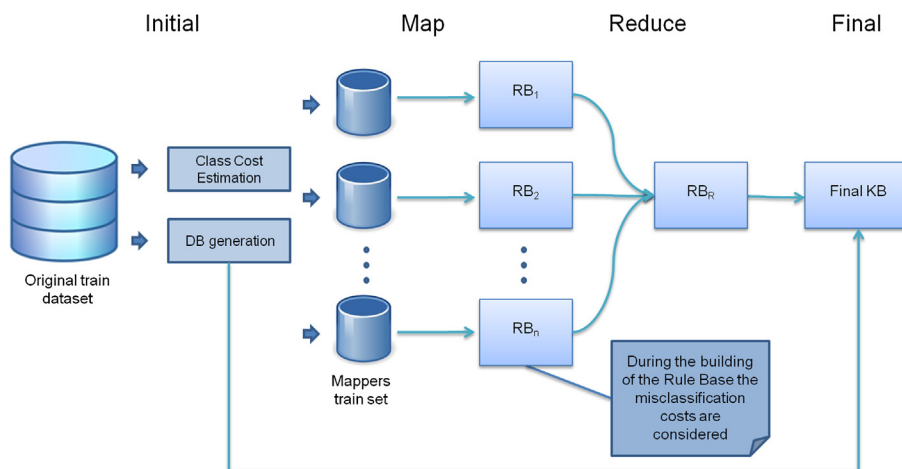 Initial
Map
Reduce
Final
Original train
dataset
Class Cost
Estimation
DB generation
Mappers
train set
RB1
RB2
RBn
RBR
Final KB
During the building
of the Rule Base the
misclassification
costs are
considered